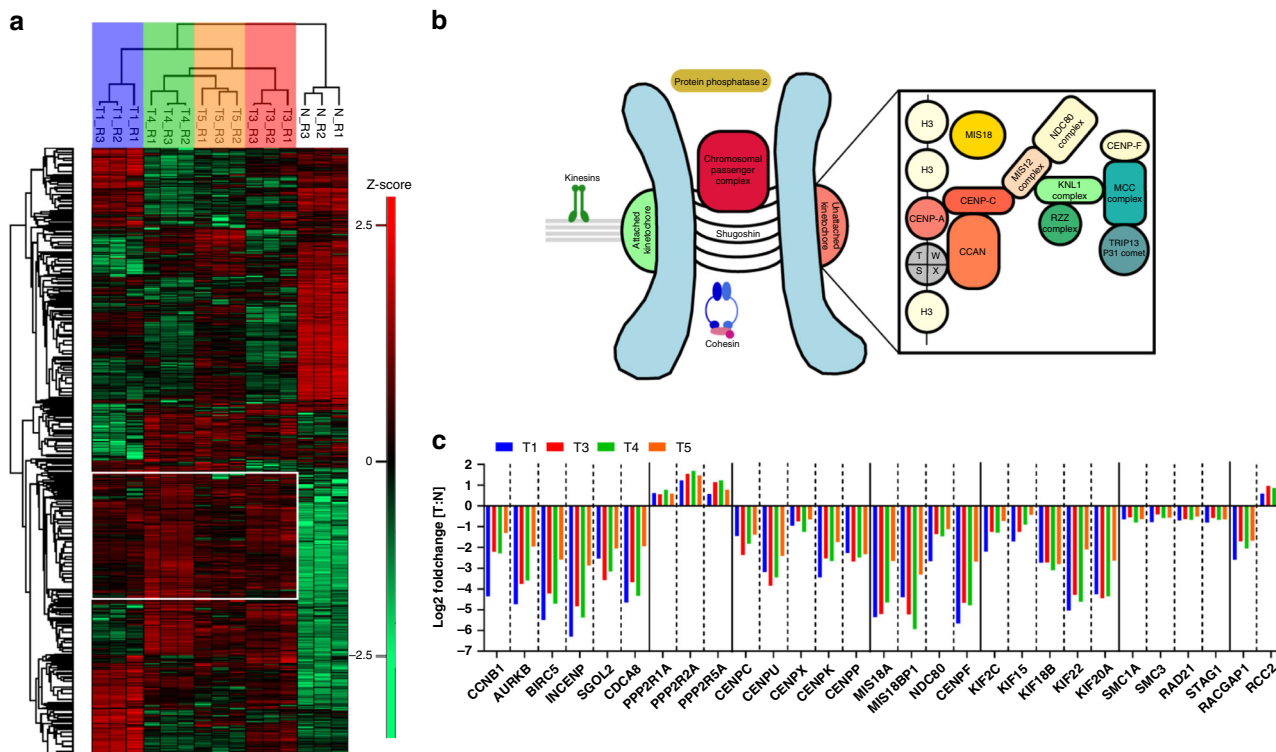 a
T1_R3
T1_R2
T1_R1
T4_R1
T4_R3
T4_R2
T5_R1
T5_R3
T5_R2
T3_R3
T3_R2
T3_R1
N_R3
N_R2
N_R1
Z-score
2.5
0
−2.5
b
Protein phosphatase 2
Chromosomal
passenger
complex
Kinesins
Attached
kinetochore
Shugoshin
Unattached
kinetochore
Cohesin
H3
MIS18
NDC80
complex
CENP-F
H3
MIS12
complex
KNL1
complex
MCC
complex
CENP-A
CENP-C
RZZ
complex
T W
S X
CCAN
TRIP13
P31 comet
H3
c
T1 T3 T4 T5
Log2 foldchange [T:N]
2
1
0
−1
−2
−3
−4
−5
−6
−7
CCNB1
AURKB
BIRC5
INCENP
SGOL2
CDCA8
PPP2R1A
PPP2R2A
PPP2R5A
CENPC
CENPU
CENPX
CENPK
CENPP
MIS18A
MIS18BP1
NDC80
CENPF
KIF2C
KIF15
KIF18B
KIF22
KIF20A
SMC1A
SMC3
RAD21
STAG1
RACGAP1
RCC2